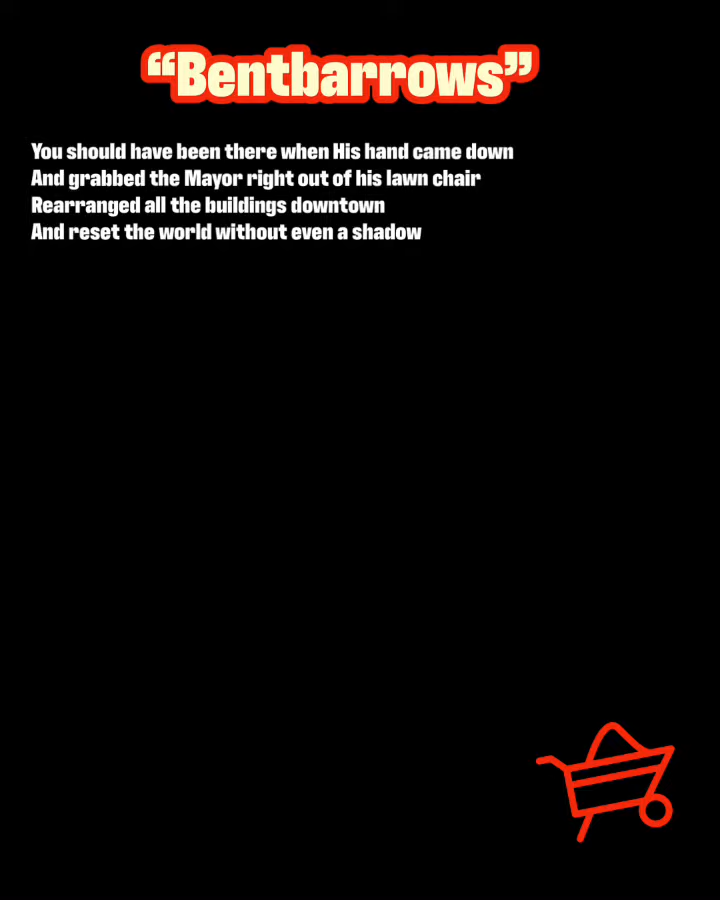 “Bentbarrows”
You should have been there when His hand came down
And grabbed the Mayor right out of his lawn chair
Rearranged all the buildings downtown
And reset the world without even a shadow